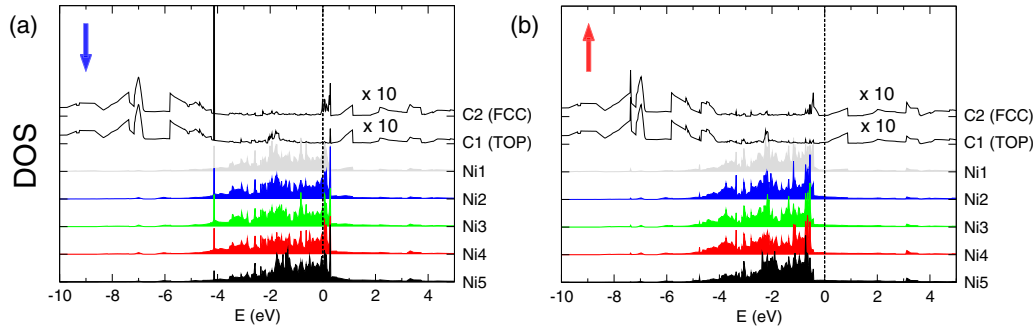 (a)
(b)
DOS
x 10
C2 (FCC)
x 10
C1 (TOP)
Ni1
Ni2
Ni3
Ni4
Ni5
-10 -8 -6 -4 -2 0 2 4
E (eV)
x 10
C2 (FCC)
x 10
C1 (TOP)
Ni1
Ni2
Ni3
Ni4
Ni5
-10 -8 -6 -4 -2 0 2 4
E (eV)